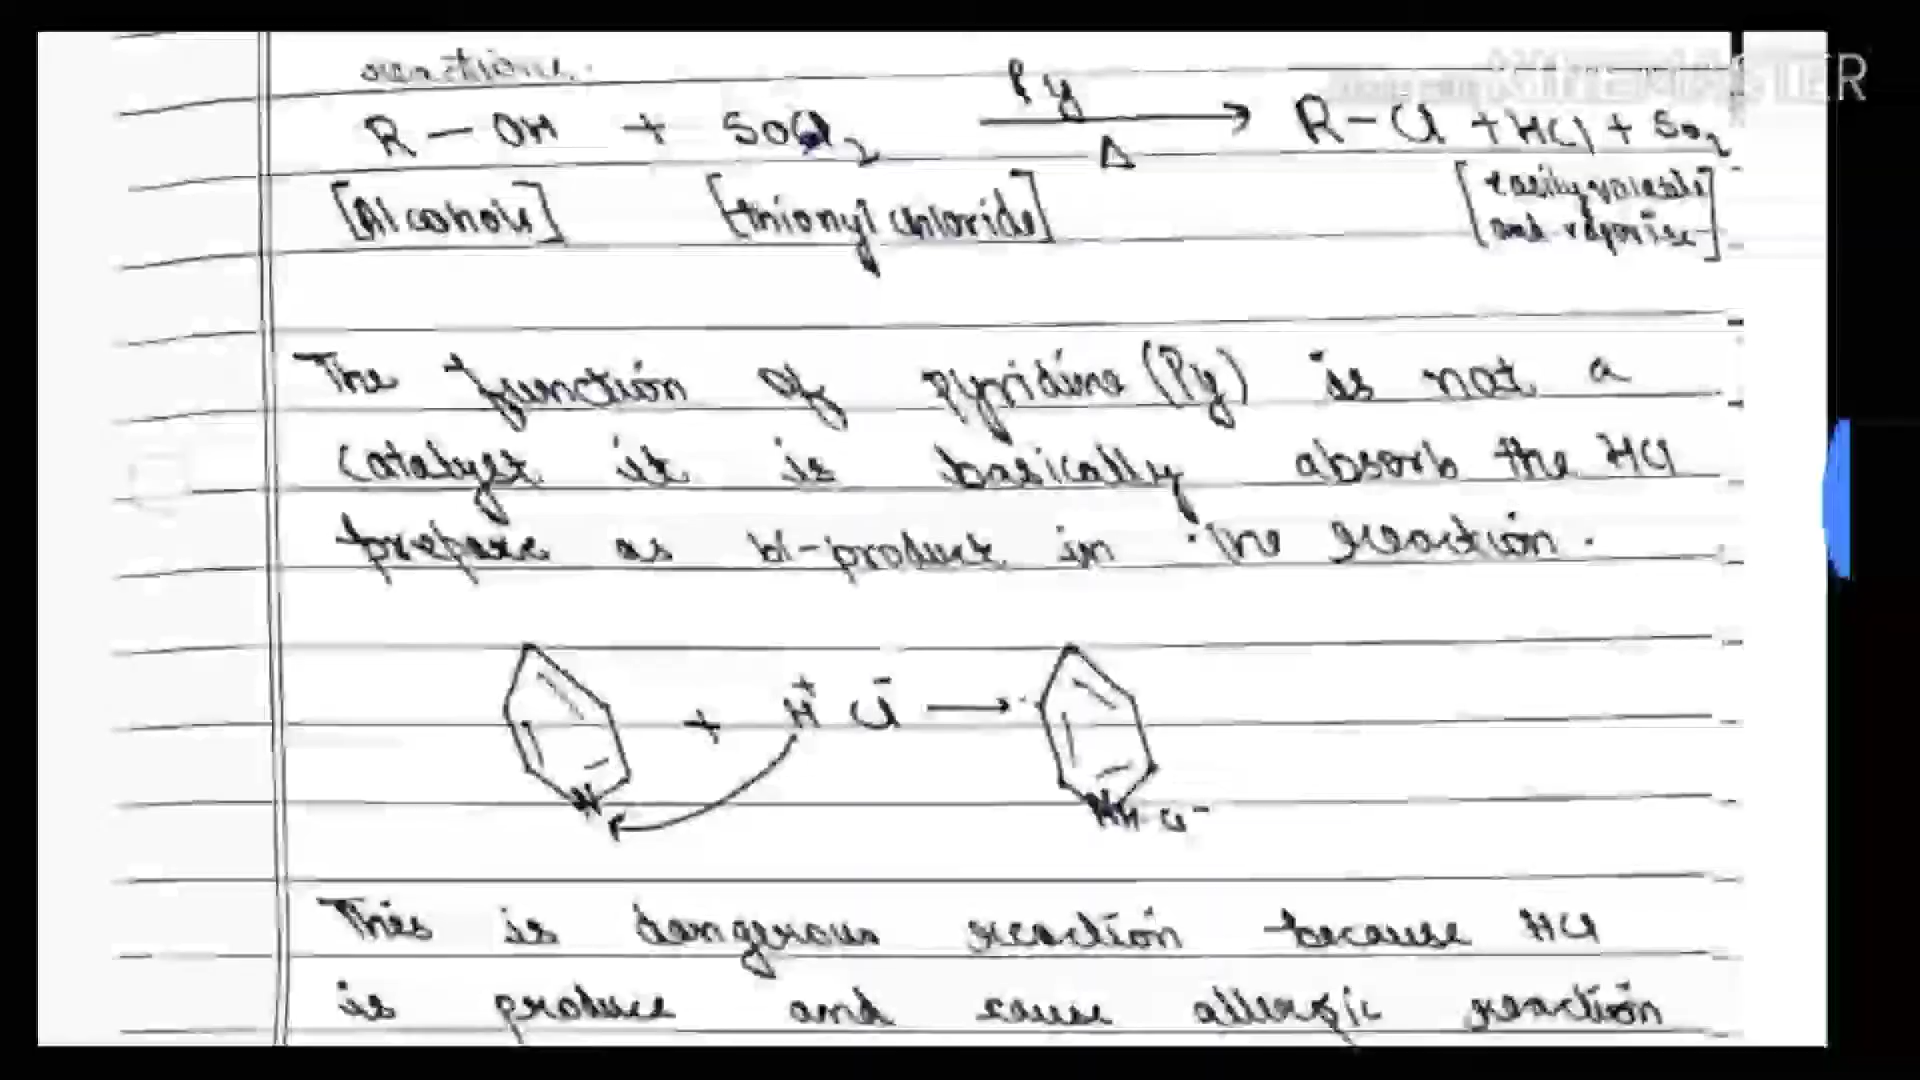 reactions.
R - OH + SOCl2 Py Δ → R - Cl + HCl + SO2
[Alcohols] [thionyl chloride] [easily volatile
and vaporise]
The function of pyridine (Py) is not a
catalyst it is basically absorb the HCl
prepare as bi-product in the reaction.
N + H+ Cl- → NH Cl-
This is dangerous reaction because HCl
is produce and cause allergic reaction
KINEMASTER